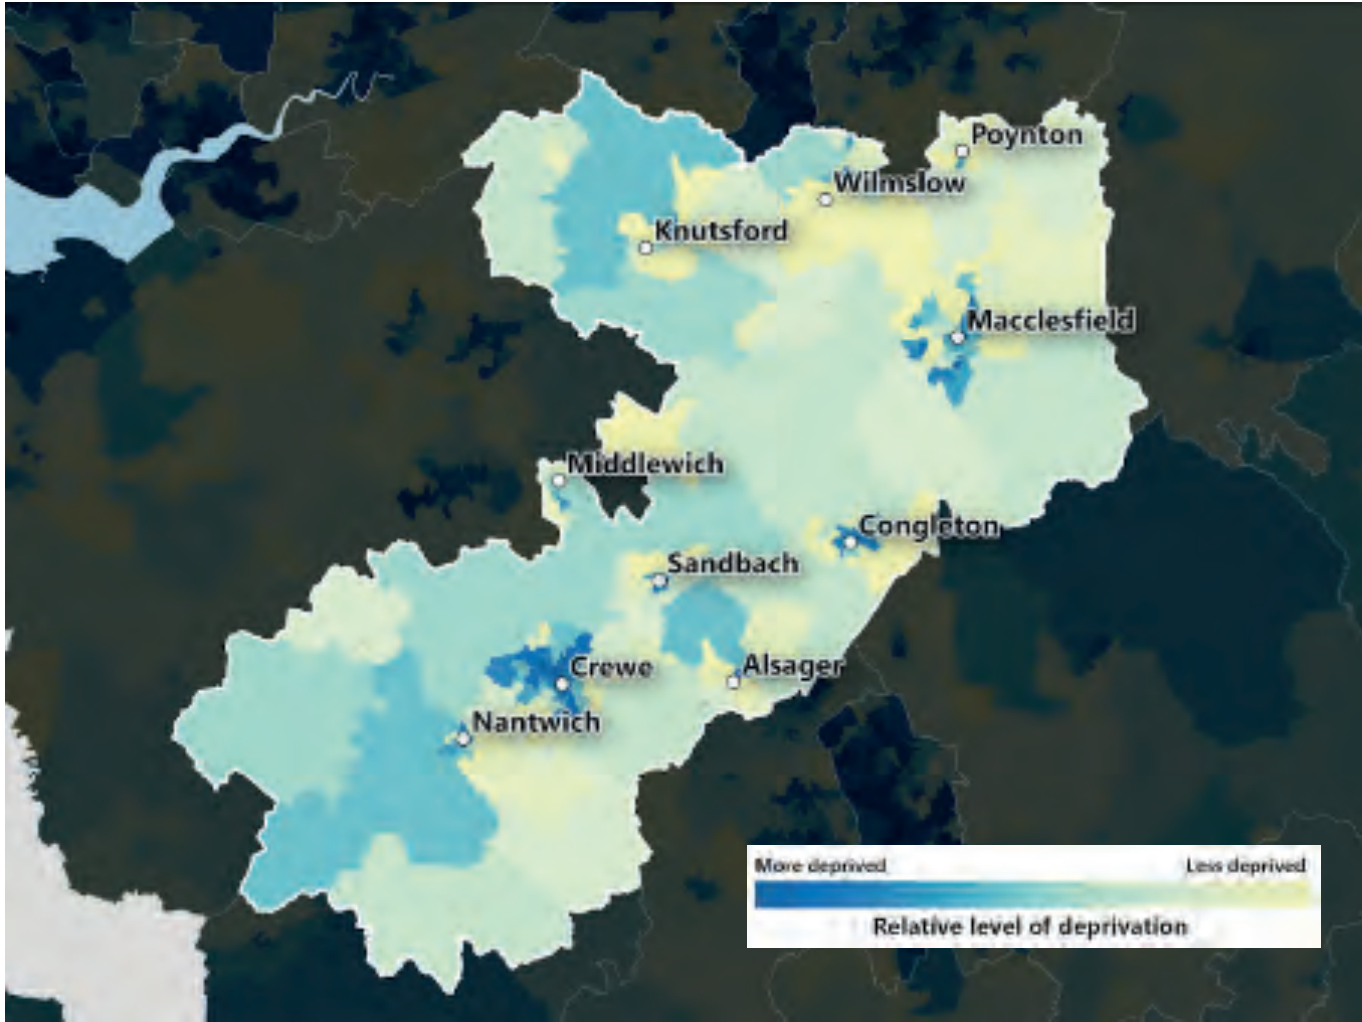 Poynton
Wilmslow
Knutsford
Macclesfield
Middlewich
Congleton
Sandbach
Crewe
Alsager
Nantwich
More deprived
Less deprived
Relative level of deprivation